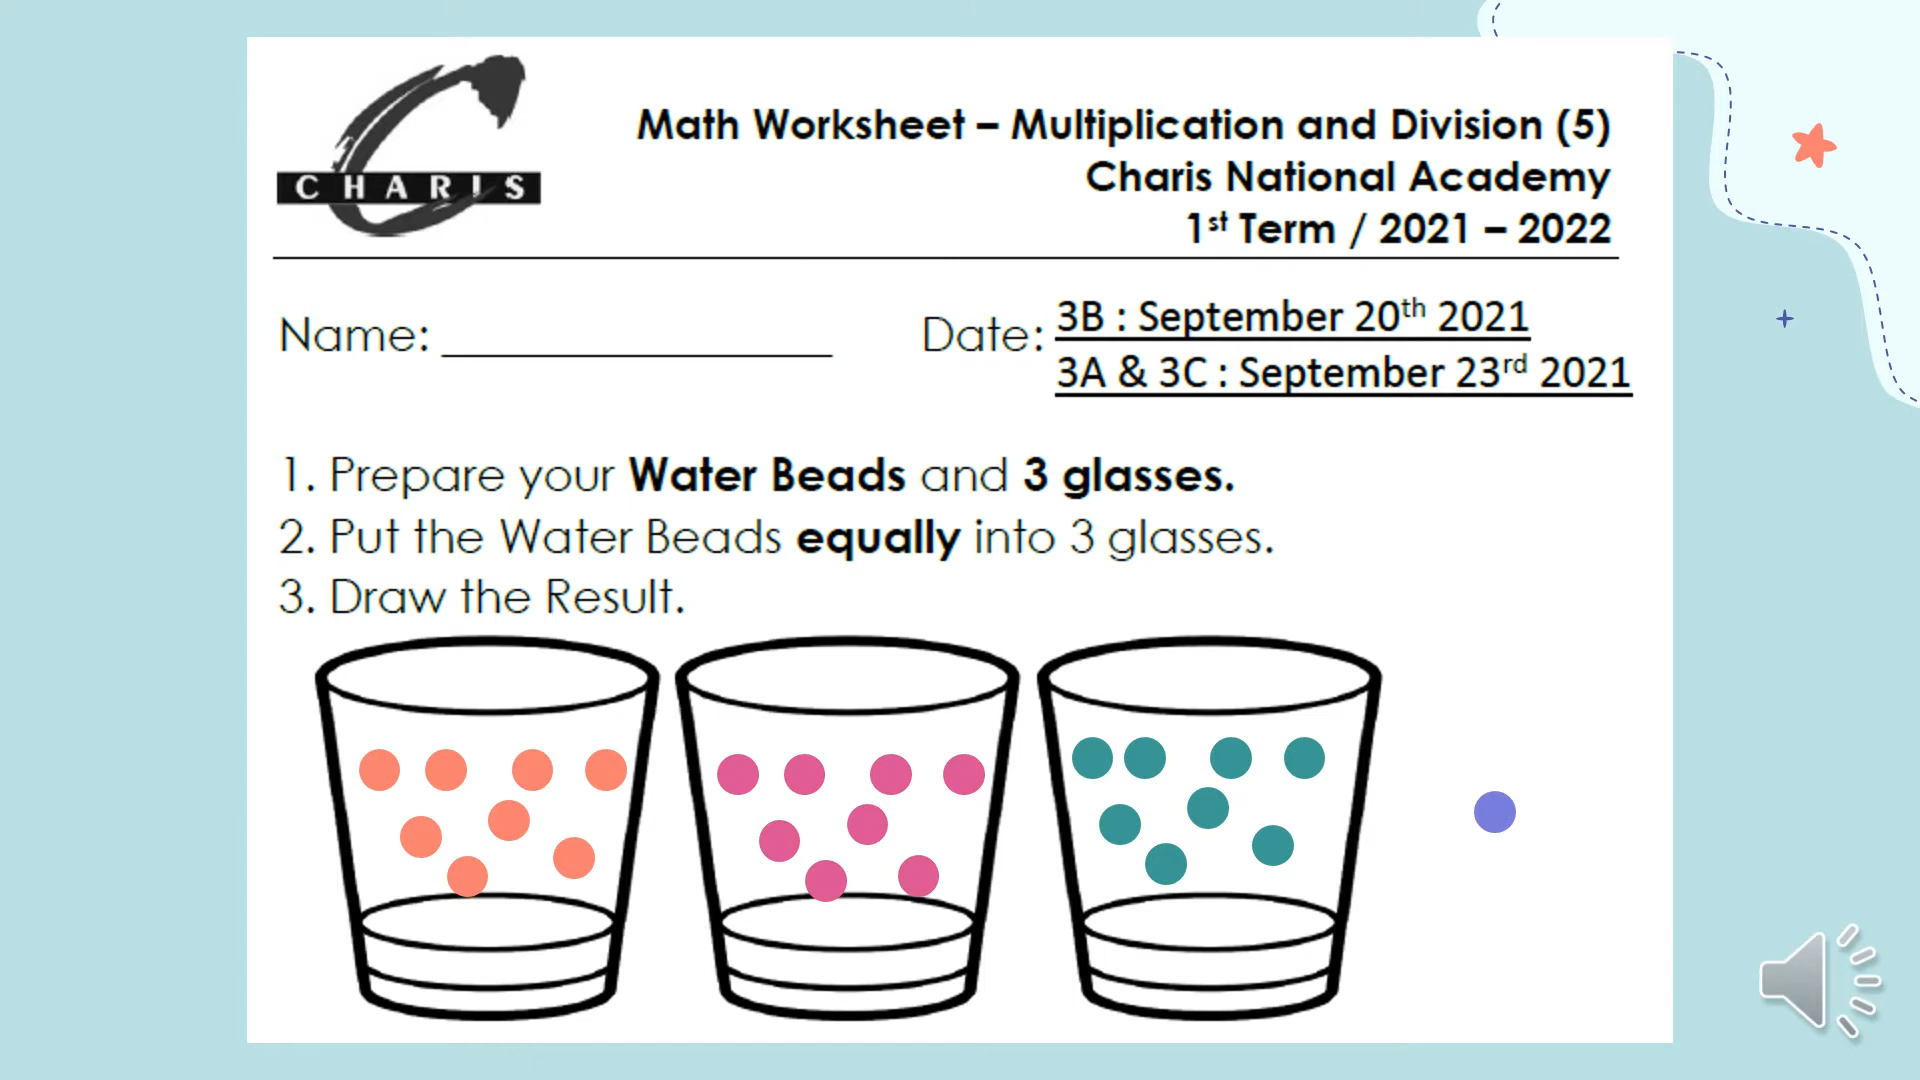 CHARIS
Math Worksheet – Multiplication and Division (5)
Charis National Academy
1st Term / 2021 – 2022
Name: ________________ Date: 3B : September 20th 2021
3A & 3C : September 23rd 2021
1. Prepare your Water Beads and 3 glasses.
2. Put the Water Beads equally into 3 glasses.
3. Draw the Result.